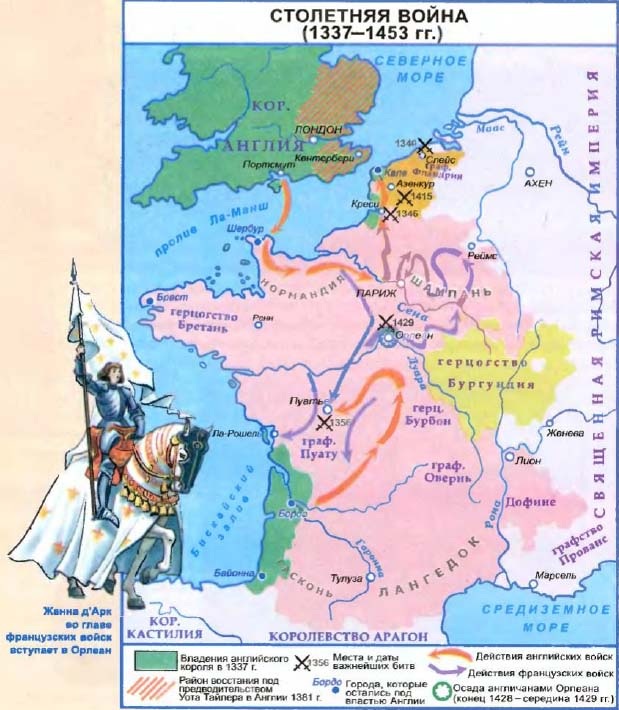 СТОЛЕТНЯЯ ВОЙНА
(1337–1453 гг.)
СЕВЕРНОЕ
МОРЕ
КОР.
АНГЛИЯ
ЛОНДОН
Кентербери
Портсмут
1340
Слейс
Маас
Рейн
граф.
Фландрия
Кале
Азенкур
1415
АХЕН
Креси
1346
пролив Ла-Манш
Шербур
Реймс
НОРМАНДИЯ
ПАРИЖ
ШАМПАНЬ
Брест
герцогство
Бретань
Ренн
Сена
1429
Орлеан
Луара
герцогство
Бургундия
СВЯЩЕННАЯ РИМСКАЯ ИМПЕРИЯ
Пуатье
1356
герц.
Бурбон
Ла-Рошель
граф.
Пуату
Женева
Лион
граф.
Овернь
Бискайский
залив
Бордо
Дофине
Рона
графство
Прованс
Гаронна
Байонна
ГАСКОНЬ
Тулуза
ЛАНГЕДОК
Марсель
КОР.
КАСТИЛИЯ
КОРОЛЕВСТВО АРАГОН
СРЕДИЗЕМНОЕ
МОРЕ
Жанна д'Арк
во главе
французских войск
вступает в Орлеан
Владения английского
короля в 1337 г.
Район восстания под
предводительством
Уота Тайлера в Англии 1381 г.
1356
Места и даты
важнейших битв
Бордо
Города, которые
остались под
властью Англии
Действия английских войск
Действия французских войск
Осада англичанами Орлеана
(конец 1428 – середина 1429 гг.)